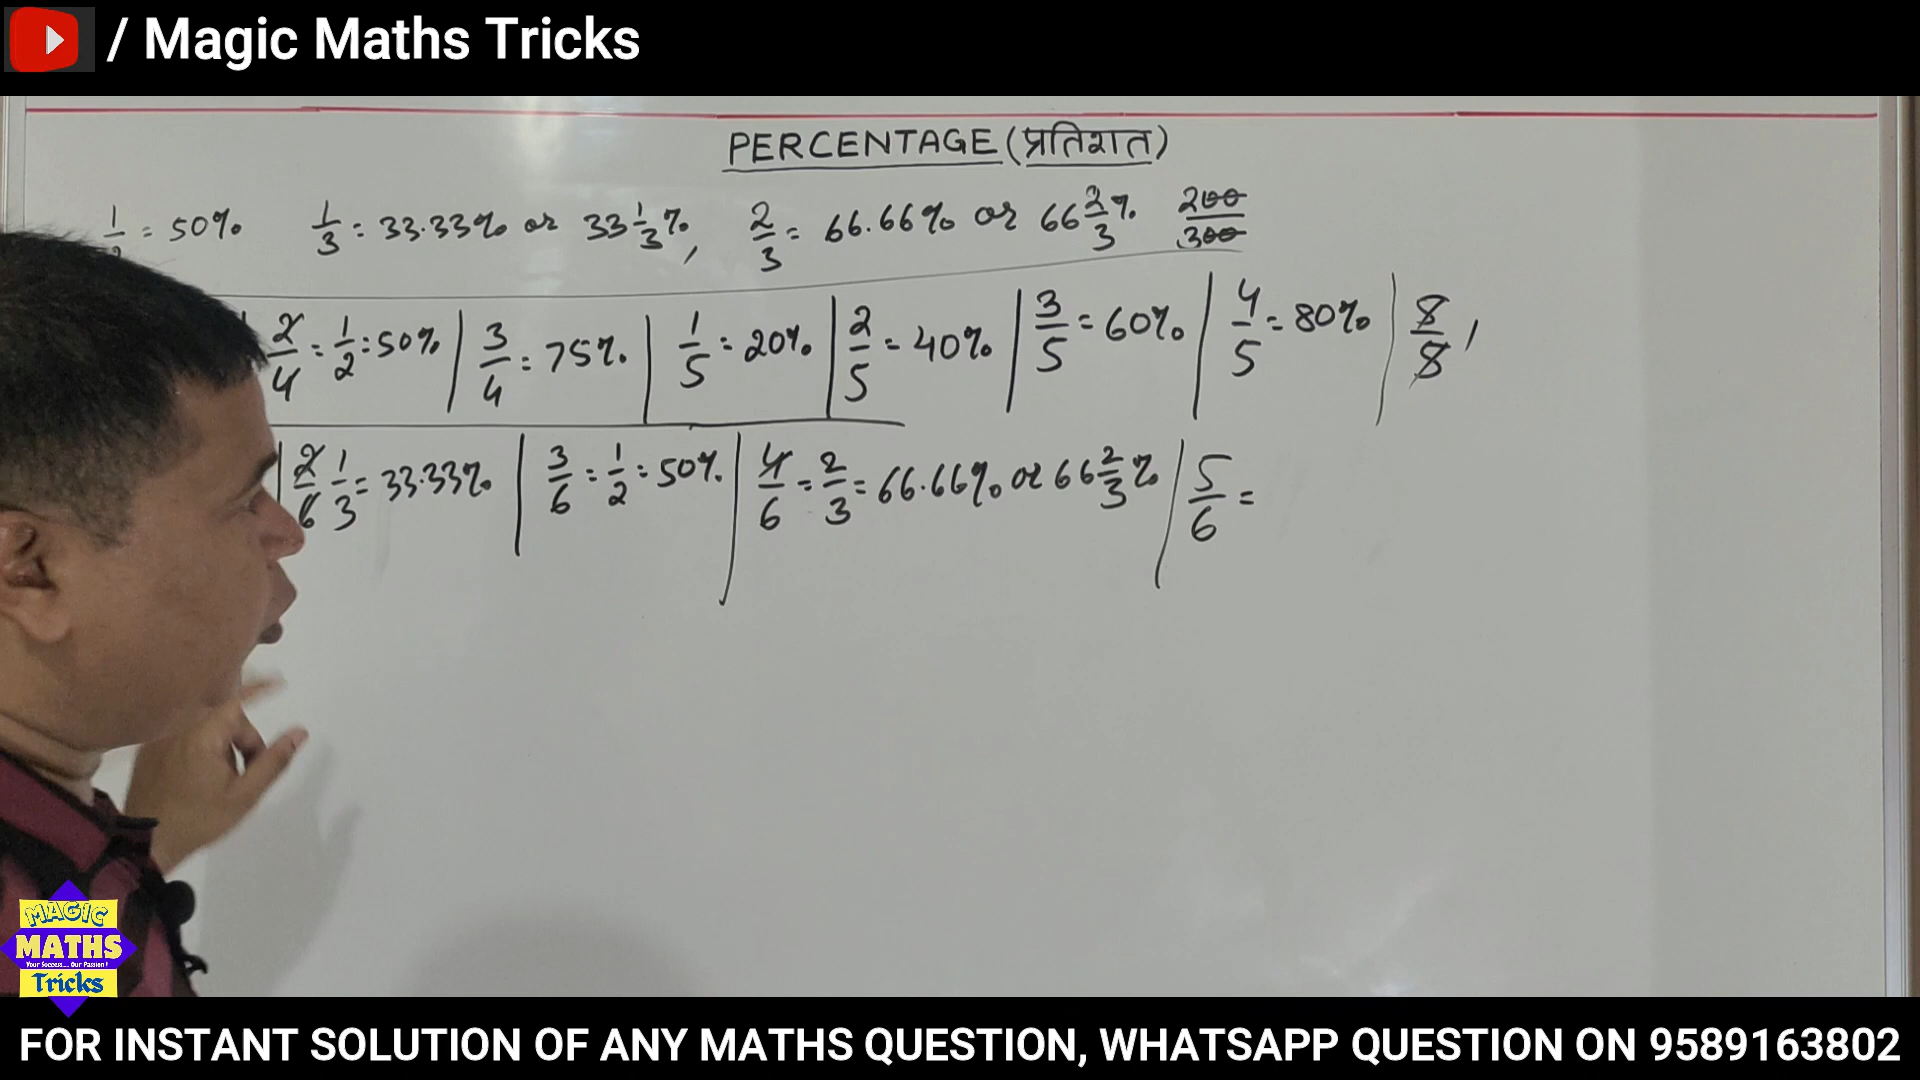 / Magic Maths Tricks
PERCENTAGE (प्रतिशत)
1/2 = 50% 1/3 = 33.33% or 33 1/3%, 2/3 = 66.66% or 66 2/3% 200/300
2/4 = 1/2 = 50% | 3/4 = 75% | 1/5 = 20% | 2/5 = 40% | 3/5 = 60% | 4/5 = 80% | 8/8 ,
2/6 1/3 = 33.33% | 3/6 = 1/2 = 50% | 4/6 = 2/3 = 66.66% or 66 2/3% | 5/6 =
MAGIC
MATHS
Your Success.... Our Passion!
Tricks
FOR INSTANT SOLUTION OF ANY MATHS QUESTION, WHATSAPP QUESTION ON 9589163802